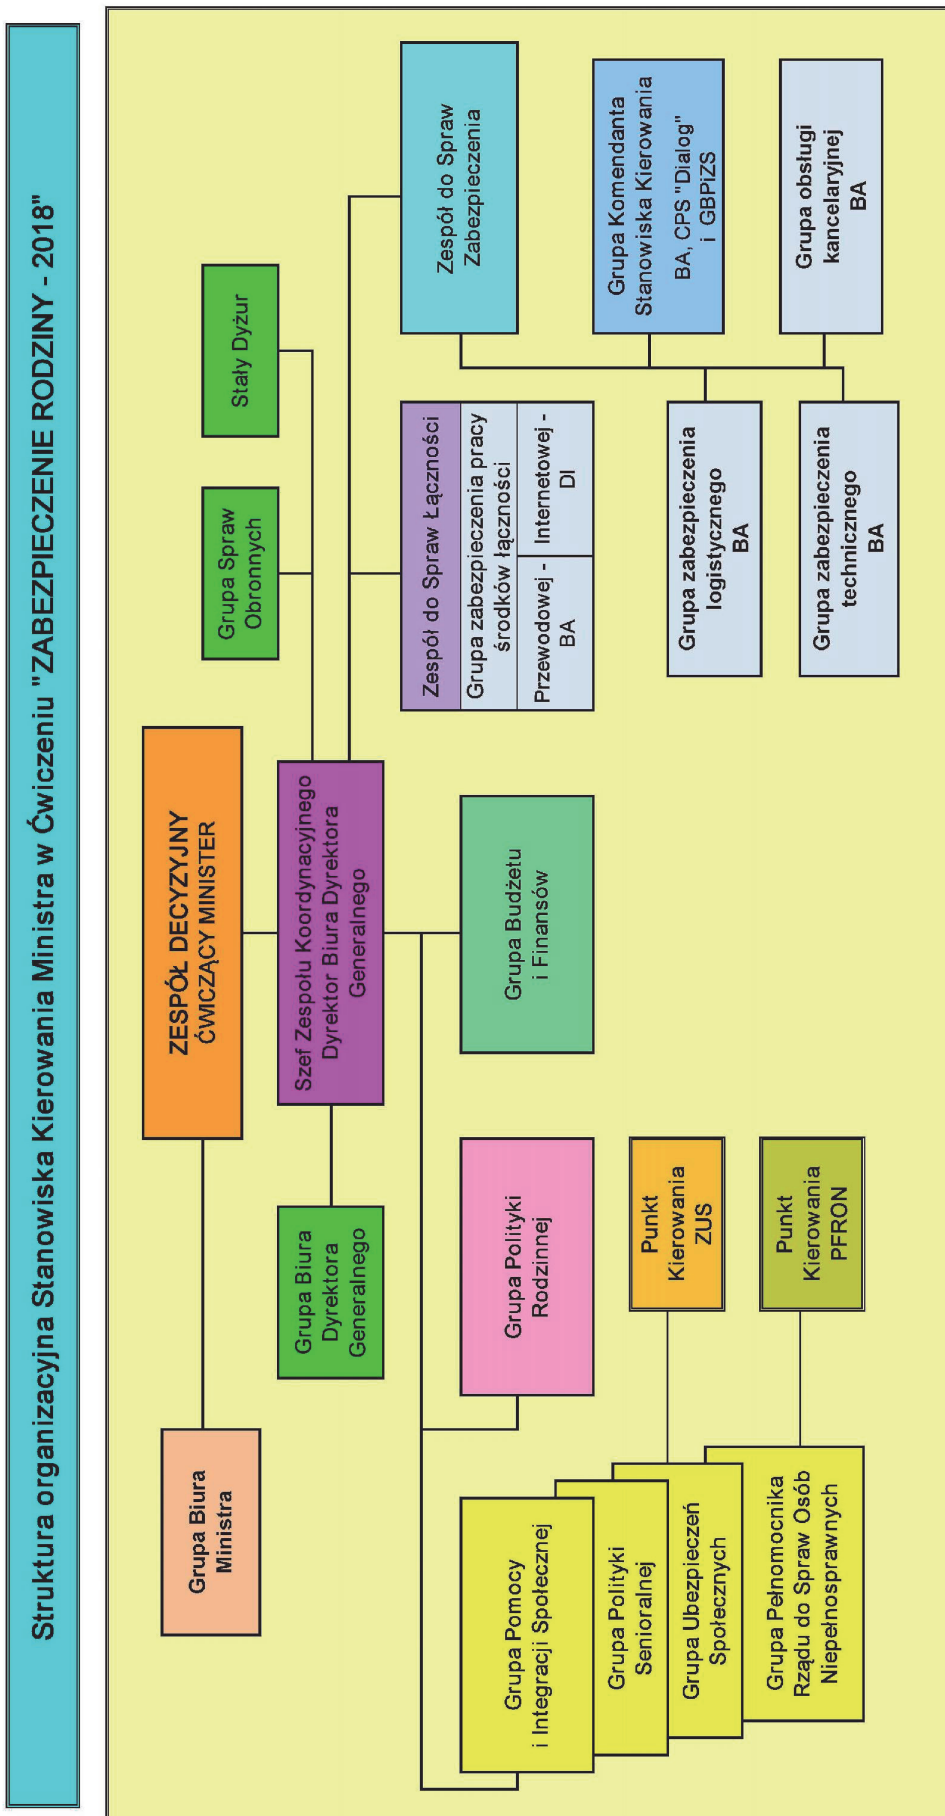 Struktura organizacyjna Stanowiska Kierowania Ministra w Ćwiczeniu "ZABEZPIECZENIE RODZINY - 2018"
Grupa Biura
Ministra
ZESPÓŁ DECYZYJNY
ĆWICZĄCY MINISTER
Grupa Spraw
Obronnych
Stały Dyżur
Grupa Biura
Dyrektora
Generalnego
Szef Zespołu Koordynacyjnego
Dyrektor Biura Dyrektora
Generalnego
Zespół do Spraw Łączności
Grupa zabezpieczenia pracy
środków łączności
Przewodowej -
BA
Internetowej -
DI
Zespół do Spraw
Zabezpieczenia
Grupa Pomocy
i Integracji Społecznej
Grupa Polityki
Senioralnej
Grupa Ubezpieczeń
Społecznych
Grupa Pełnomocnika
Rządu do Spraw Osób
Niepełnosprawnych
Grupa Polityki
Rodzinnej
Punkt
Kierowania
ZUS
Punkt
Kierowania
PFRON
Grupa Budżetu
i Finansów
Grupa Komendanta
Stanowiska Kierowania
BA, CPS "Dialog"
i GBPiZS
Grupa zabezpieczenia
logistycznego
BA
Grupa obsługi
kancelaryjnej
BA
Grupa zabezpieczenia
technicznego
BA